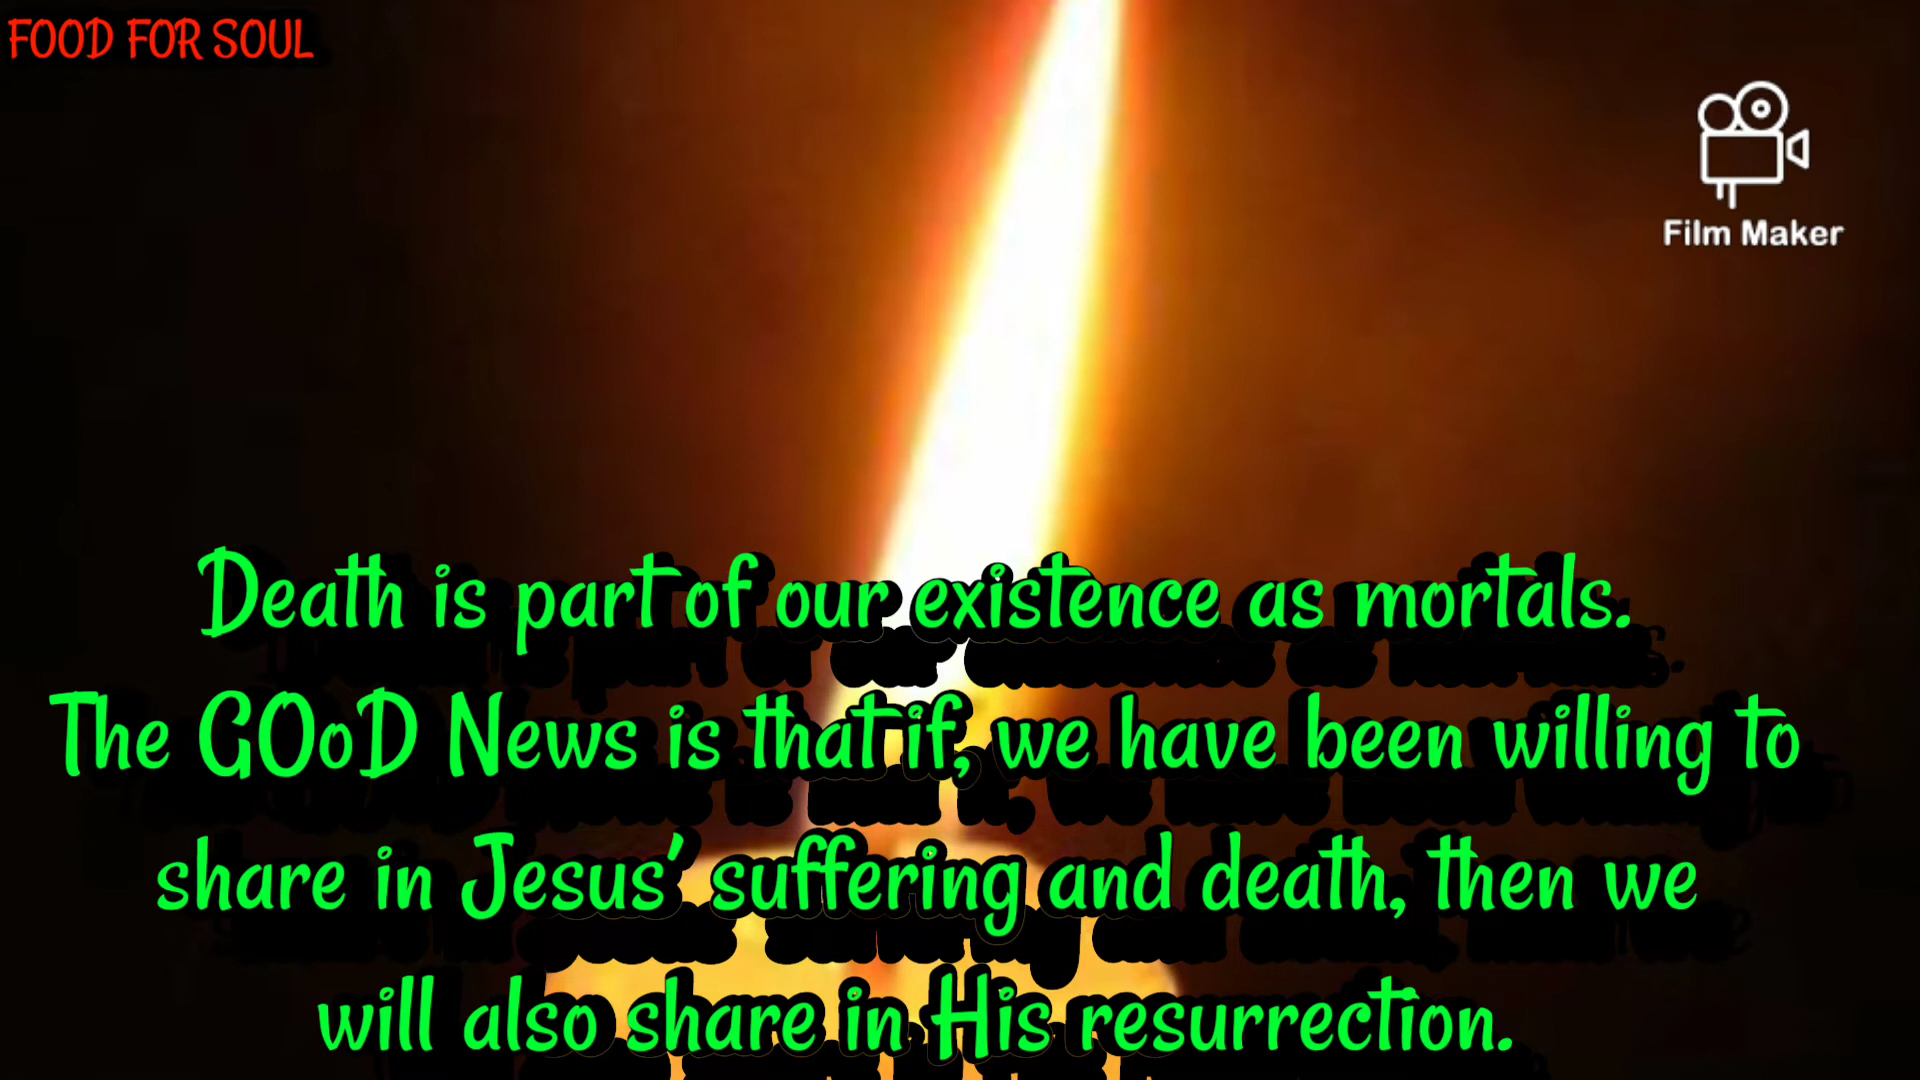 FOOD FOR SOUL
Film Maker
Death is part of our existence as mortals.
The GOoD News is that if, we have been willing to
share in Jesus' suffering and death, then we
will also share in His resurrection.